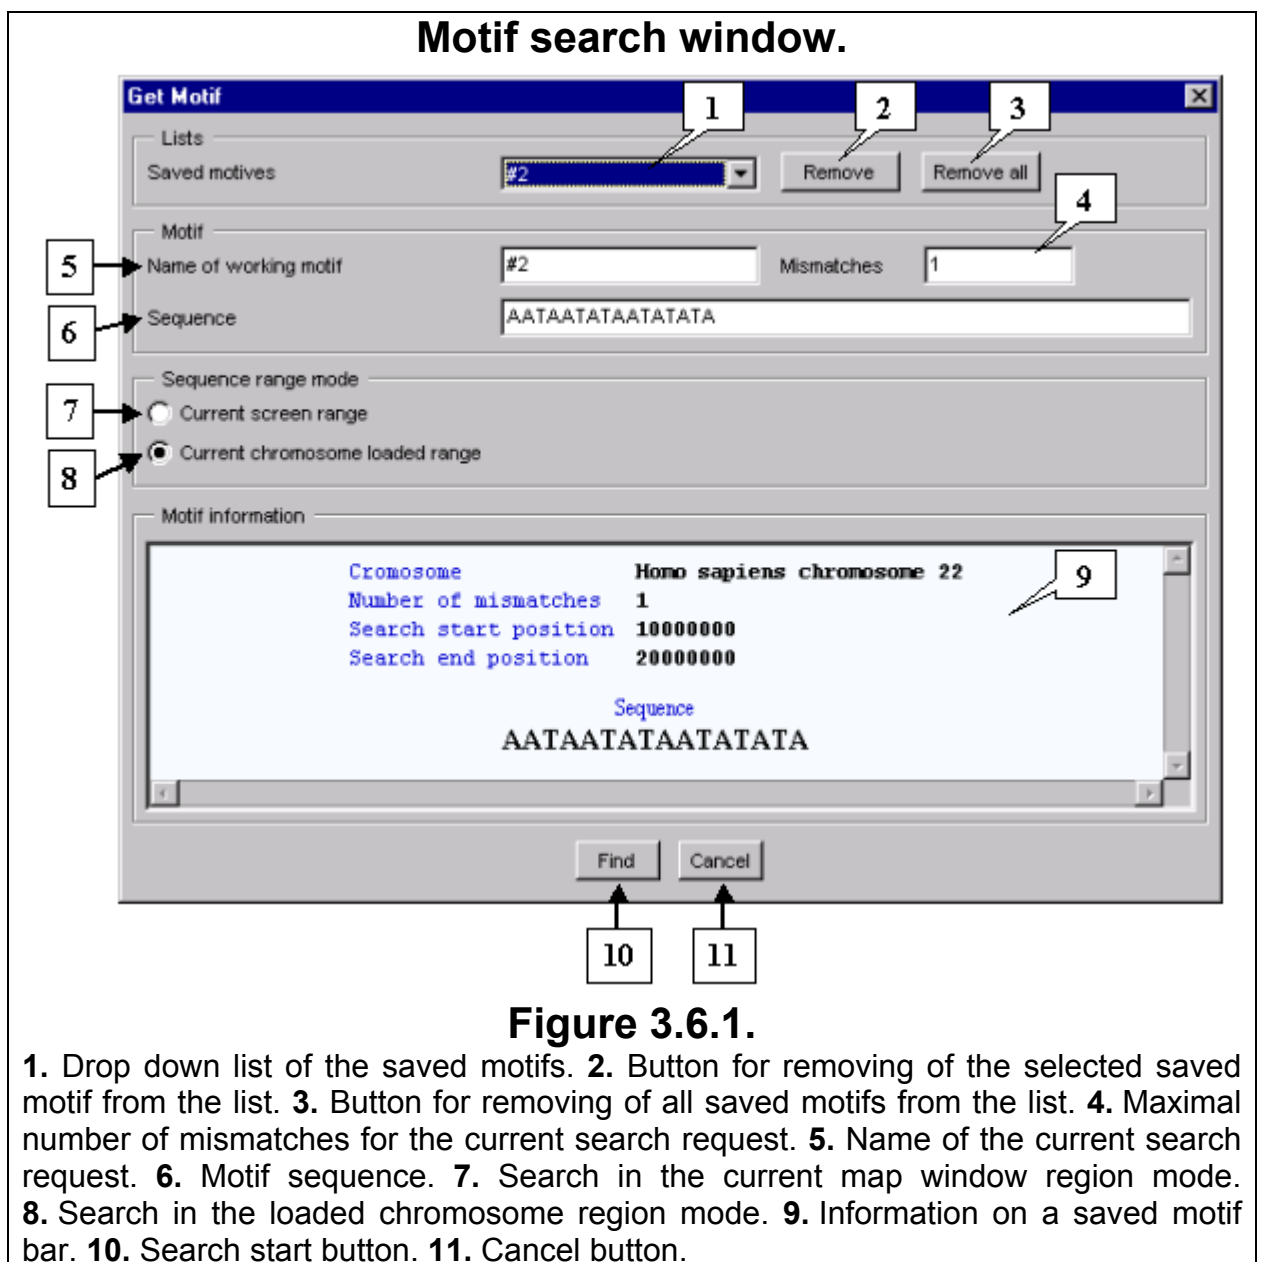 Motif search window.
Get Motif
1
2
3
Lists
Saved motives
#2
Remove
Remove all
4
Motif
5
Name of working motif
#2
Mismatches
1
6
Sequence
AATAATATAATATATA
Sequence range mode
7
Current screen range
8
Current chromosome loaded range
Motif information
Cromosome Homo sapiens chromosome 22
9
Number of mismatches 1
Search start position 10000000
Search end position 20000000
Sequence
AATAATATAATATATA
Find
Cancel
10
11
Figure 3.6.1.
1. Drop down list of the saved motifs. 2. Button for removing of the selected saved
motif from the list. 3. Button for removing of all saved motifs from the list. 4. Maximal
number of mismatches for the current search request. 5. Name of the current search
request. 6. Motif sequence. 7. Search in the current map window region mode.
8. Search in the loaded chromosome region mode. 9. Information on a saved motif
bar. 10. Search start button. 11. Cancel button.